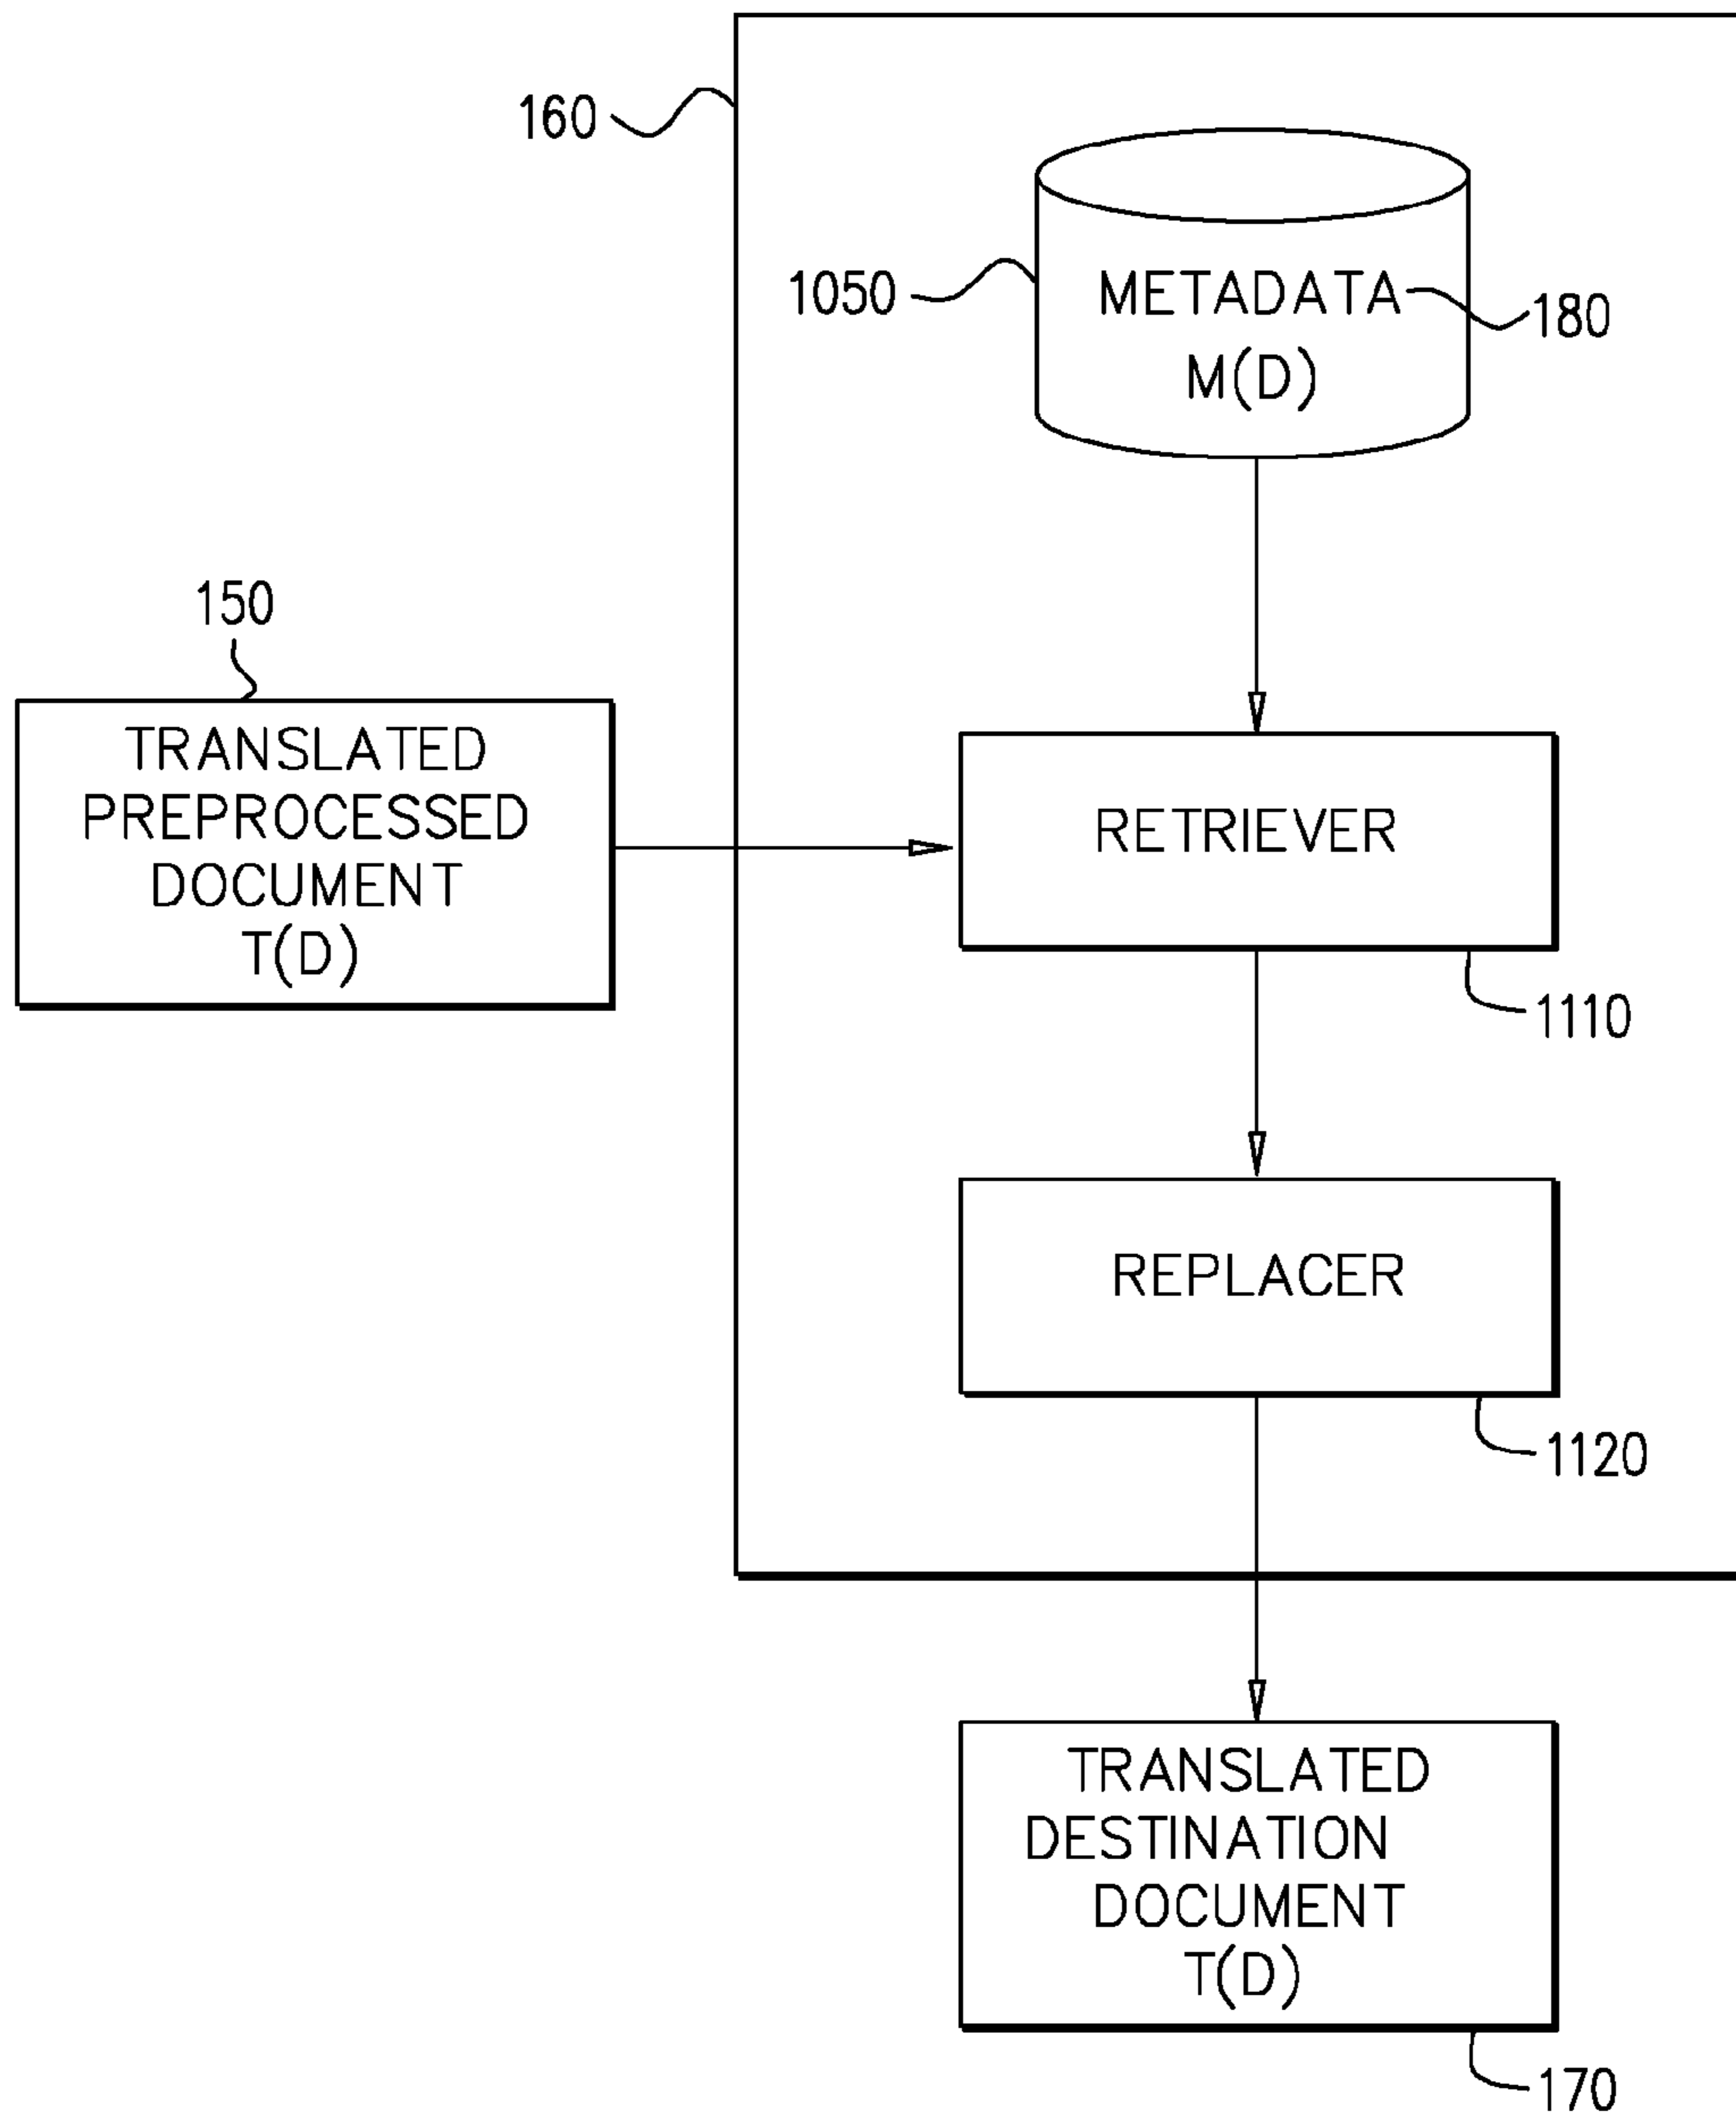 160
1050
METADATA
180
M(D)
150
TRANSLATED
PREPROCESSED
DOCUMENT
T(D)
RETRIEVER
1110
REPLACER
1120
TRANSLATED
DESTINATION
DOCUMENT
T(D)
170